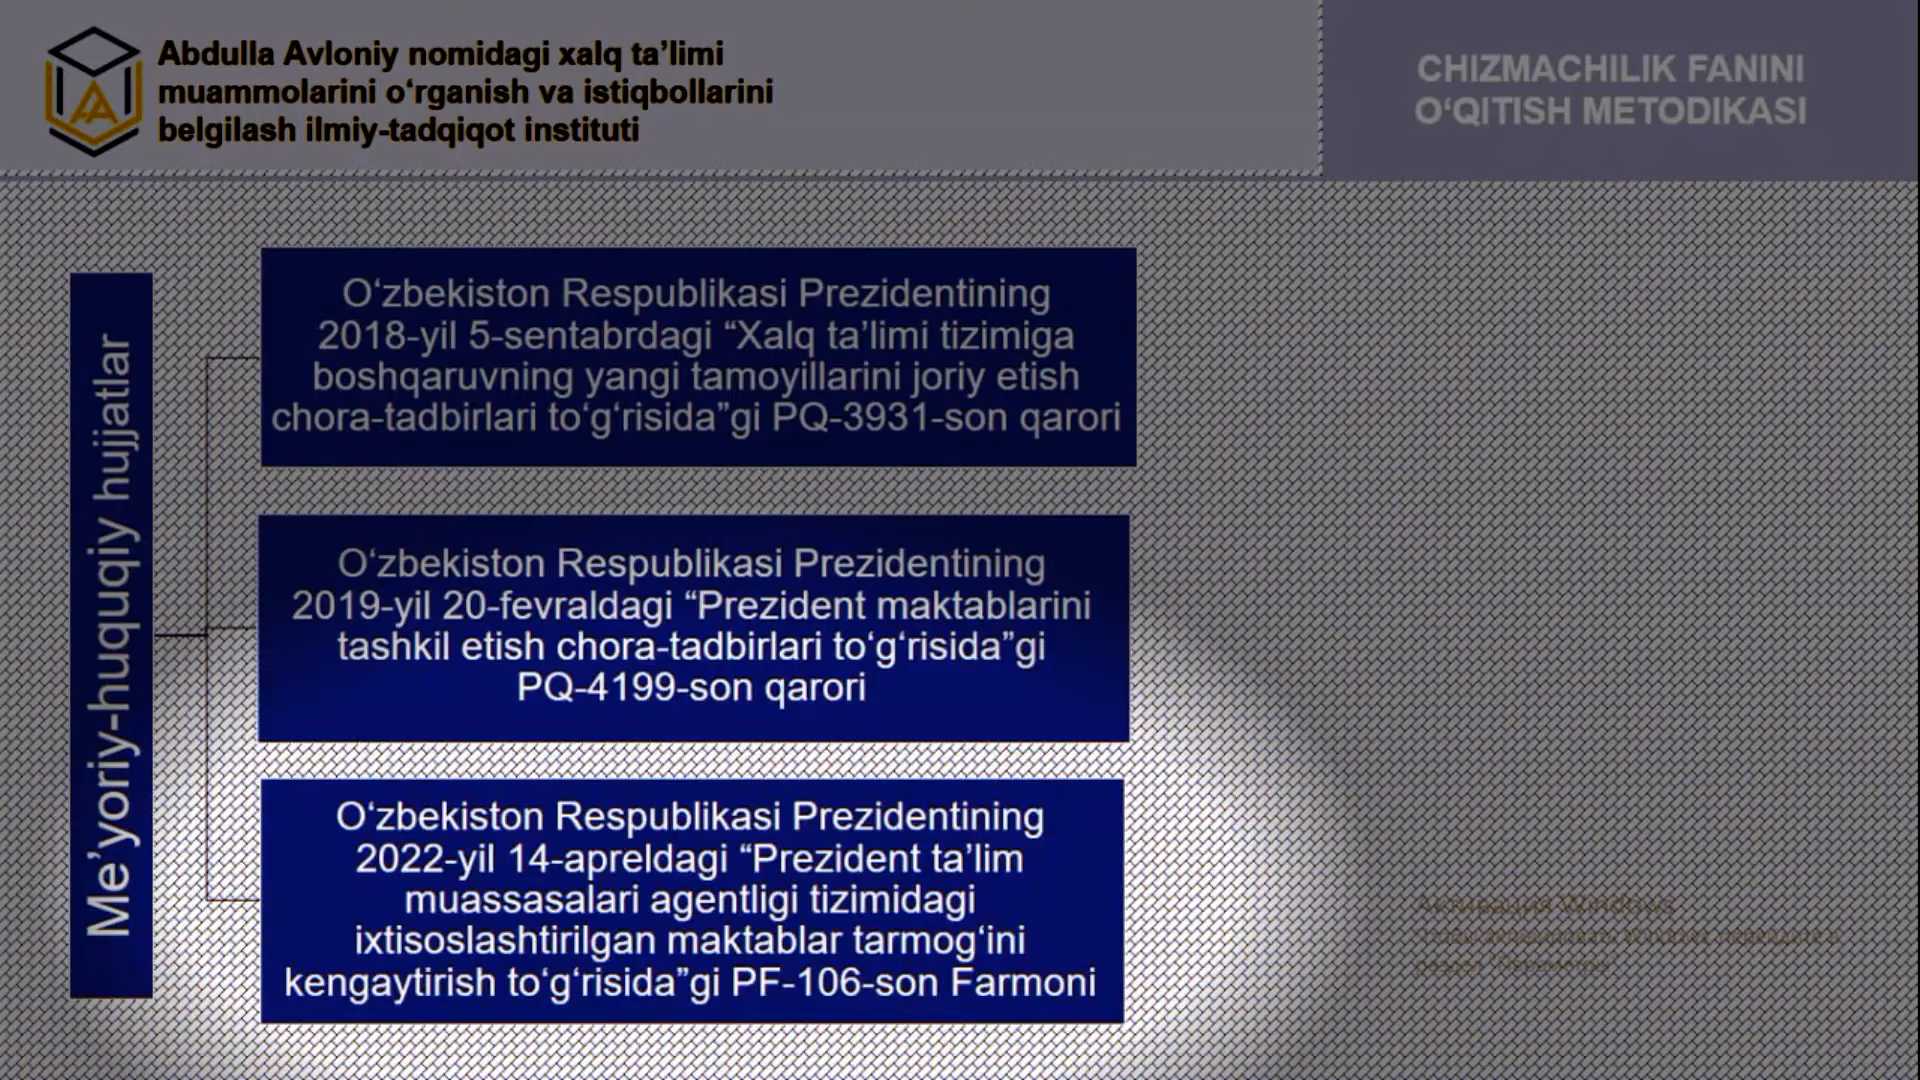 Abdulla Avloniy nomidagi xalq ta’limi
muammolarini o‘rganish va istiqbollarini
belgilash ilmiy-tadqiqot instituti
CHIZMACHILIK FANINI
O‘QITISH METODIKASI
Me’yoriy-huquqiy hujjatlar
O‘zbekiston Respublikasi Prezidentining
2018-yil 5-sentabrdagi “Xalq ta’limi tizimiga
boshqaruvning yangi tamoyillarini joriy etish
chora-tadbirlari to‘g‘risida”gi PQ-3931-son qarori
O‘zbekiston Respublikasi Prezidentining
2019-yil 20-fevraldagi “Prezident maktablarini
tashkil etish chora-tadbirlari to‘g‘risida”gi
PQ-4199-son qarori
O‘zbekiston Respublikasi Prezidentining
2022-yil 14-apreldagi “Prezident ta’lim
muassasalari agentligi tizimidagi
ixtisoslashtirilgan maktablar tarmog‘ini
kengaytirish to‘g‘risida”gi PF-106-son Farmoni
Активация Windows